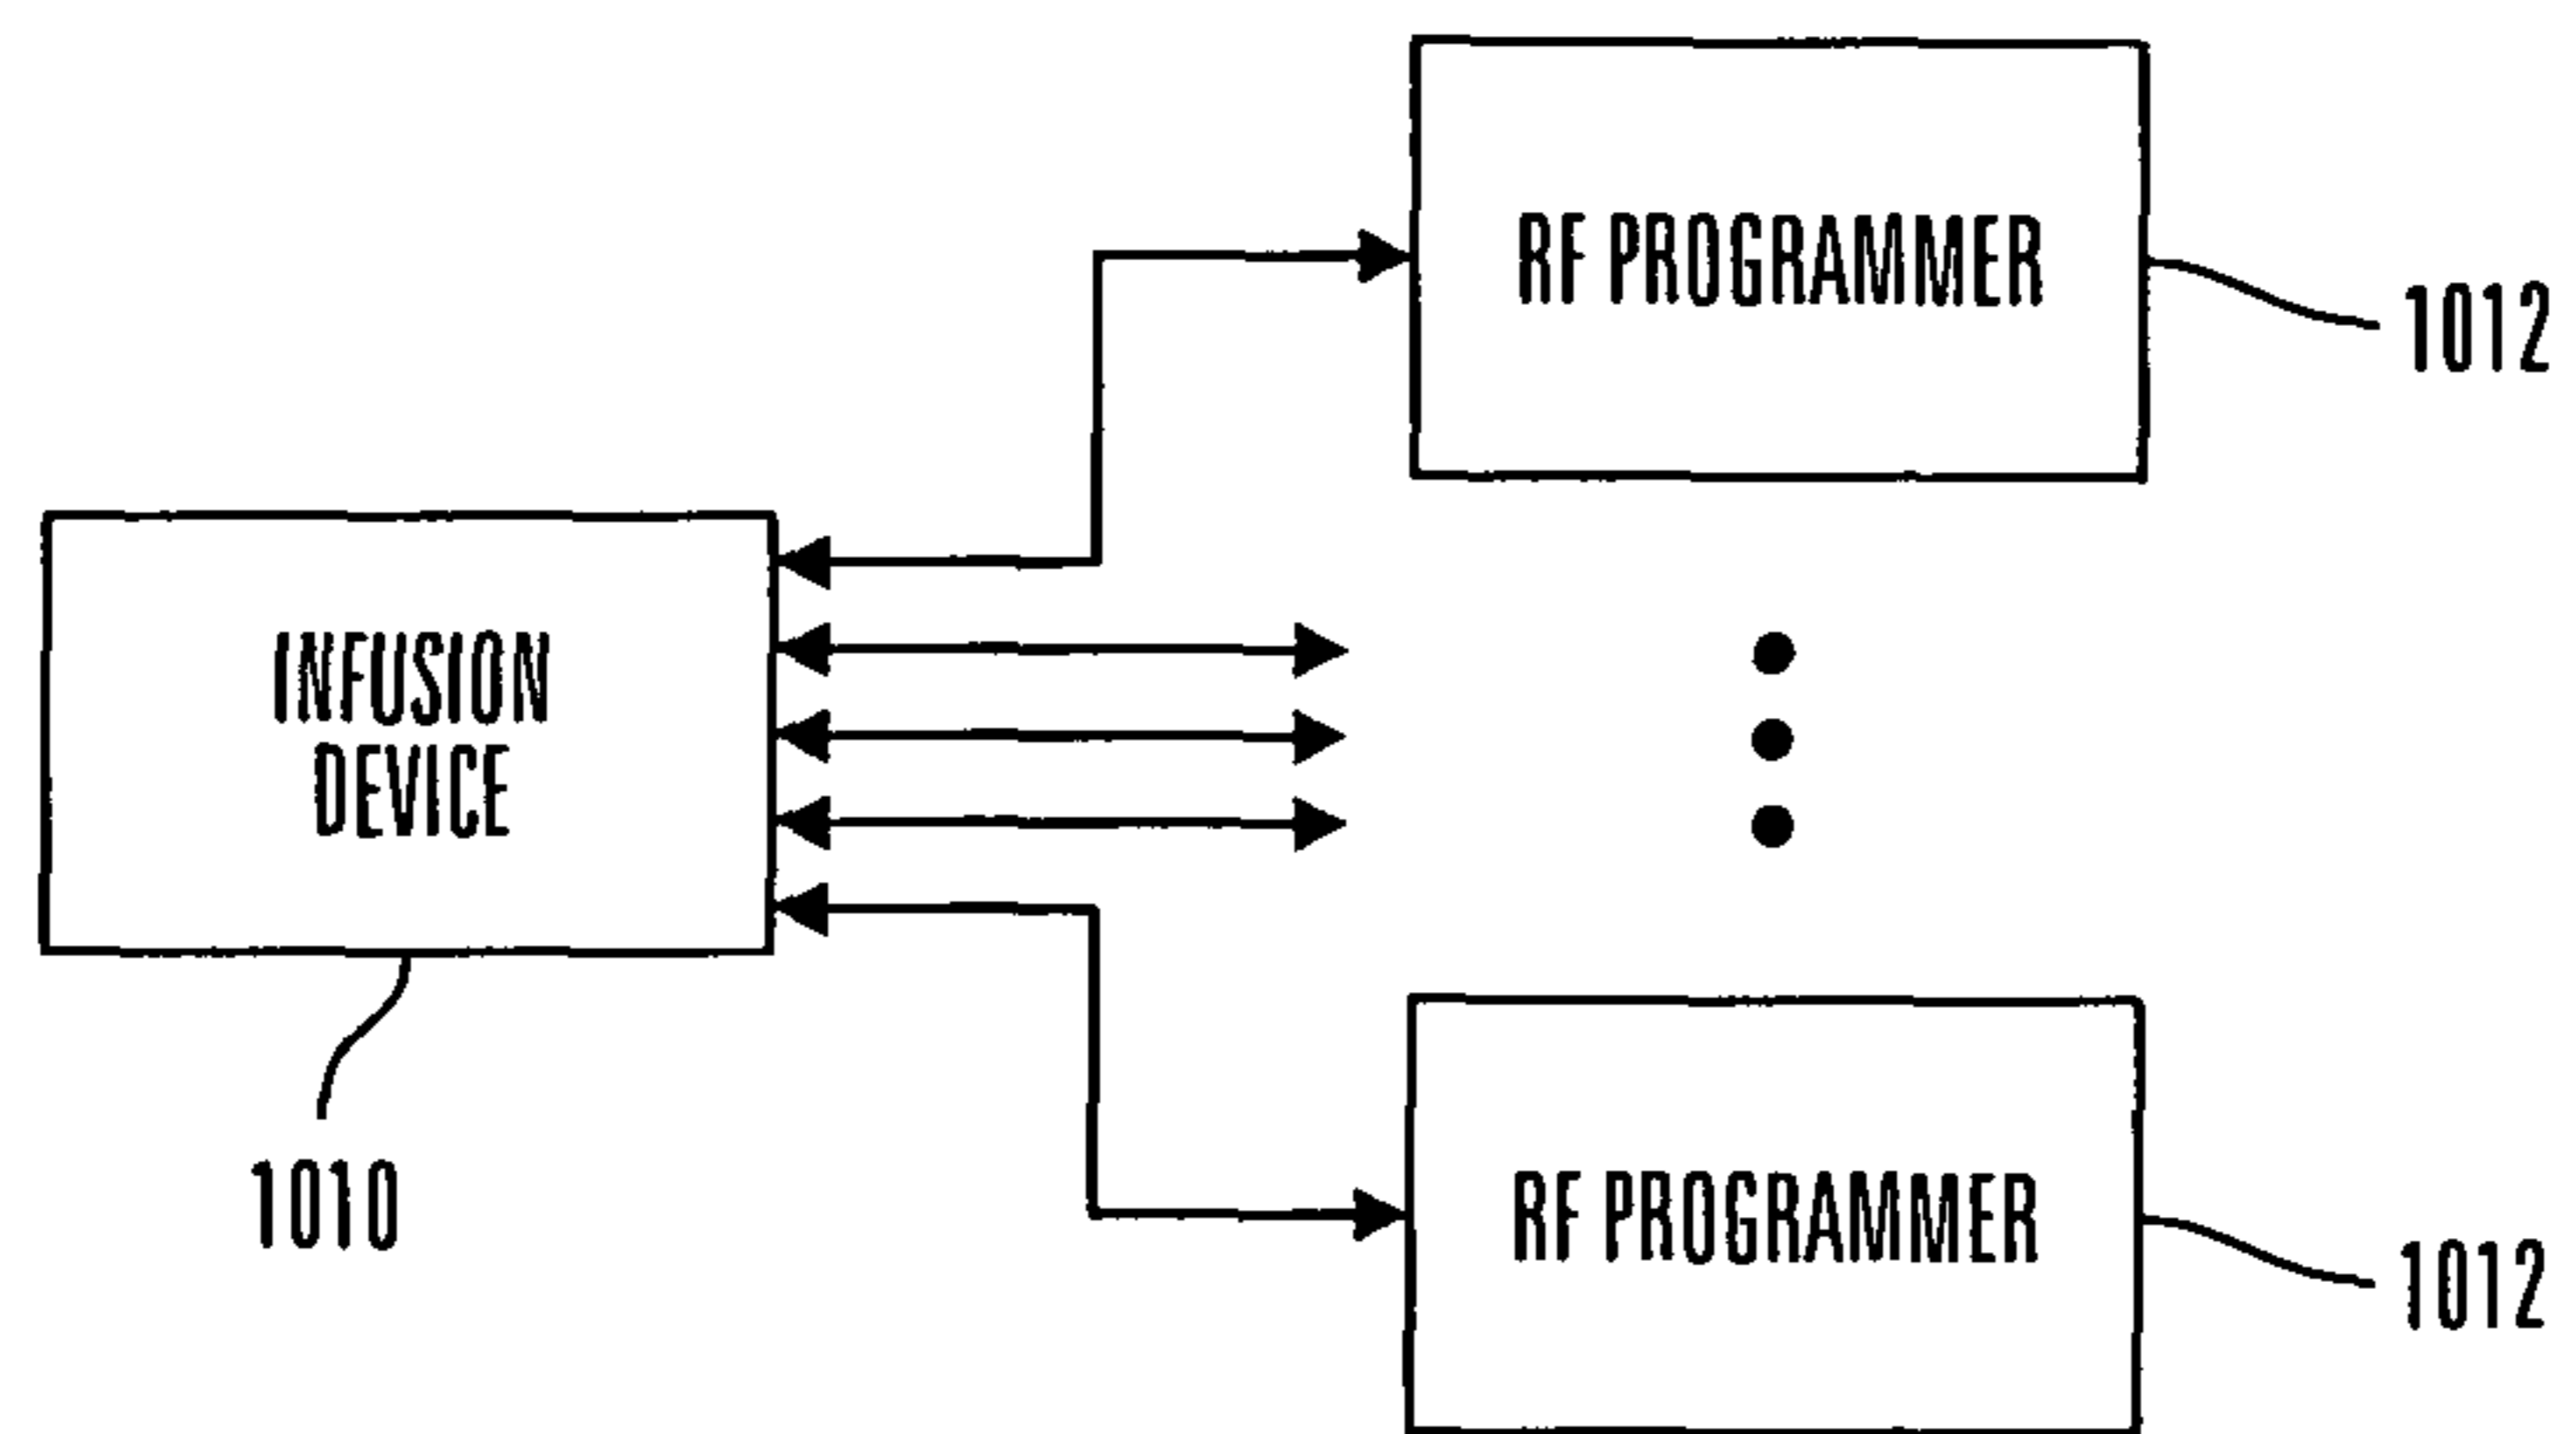 RF PROGRAMMER
1012
INFUSION
DEVICE
1010
RF PROGRAMMER
1012